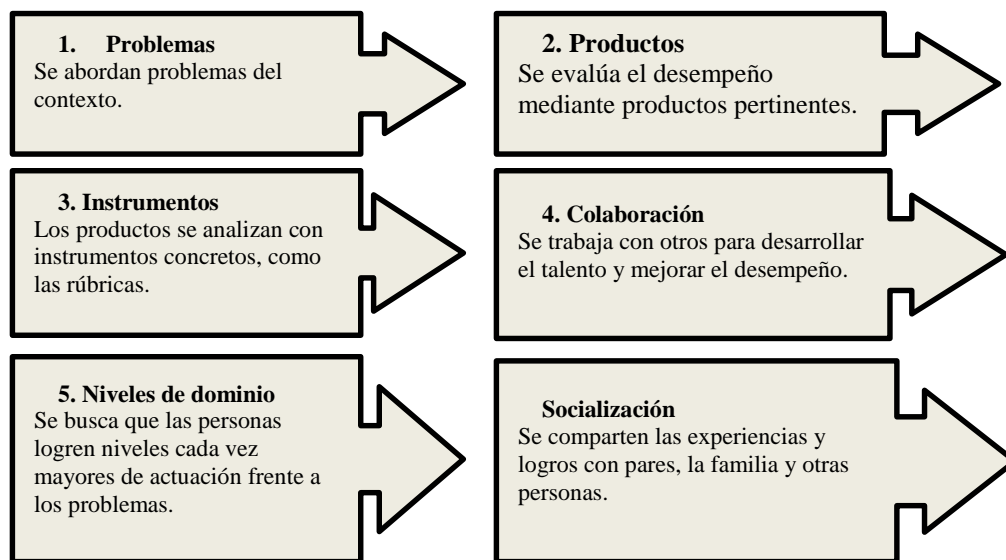 1. Problemas
Se abordan problemas del
contexto.
2. Productos
Se evalúa el desempeño
mediante productos pertinentes.
3. Instrumentos
Los productos se analizan con
instrumentos concretos, como
las rúbricas.
4. Colaboración
Se trabaja con otros para desarrollar
el talento y mejorar el desempeño.
5. Niveles de dominio
Se busca que las personas
logren niveles cada vez
mayores de actuación frente a
los problemas.
Socialización
Se comparten las experiencias y
logros con pares, la familia y otras
personas.